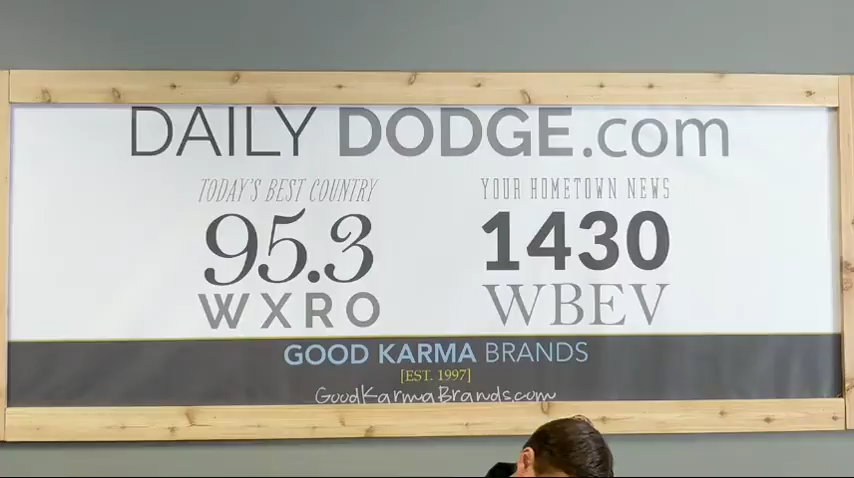 DAILY DODGE.com
TODAY'S BEST COUNTRY
95.3
WXRO
YOUR HOMETOWN NEWS
1430
WBEV
GOOD KARMA BRANDS
[EST. 1997]
GoodKarmaBrands.com